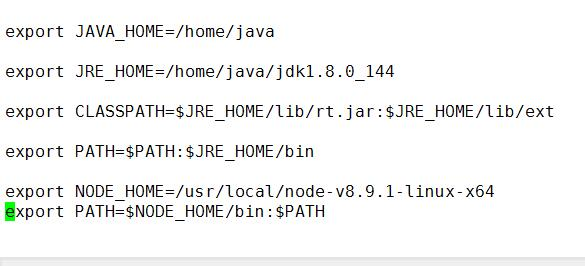 export JAVA_HOME=/home/java
export JRE_HOME=/home/java/jdk1.8.0_144
export CLASSPATH=$JRE_HOME/lib/rt.jar:$JRE_HOME/lib/ext
export PATH=$PATH:$JRE_HOME/bin
export NODE_HOME=/usr/local/node-v8.9.1-linux-x64
export PATH=$NODE_HOME/bin:$PATH